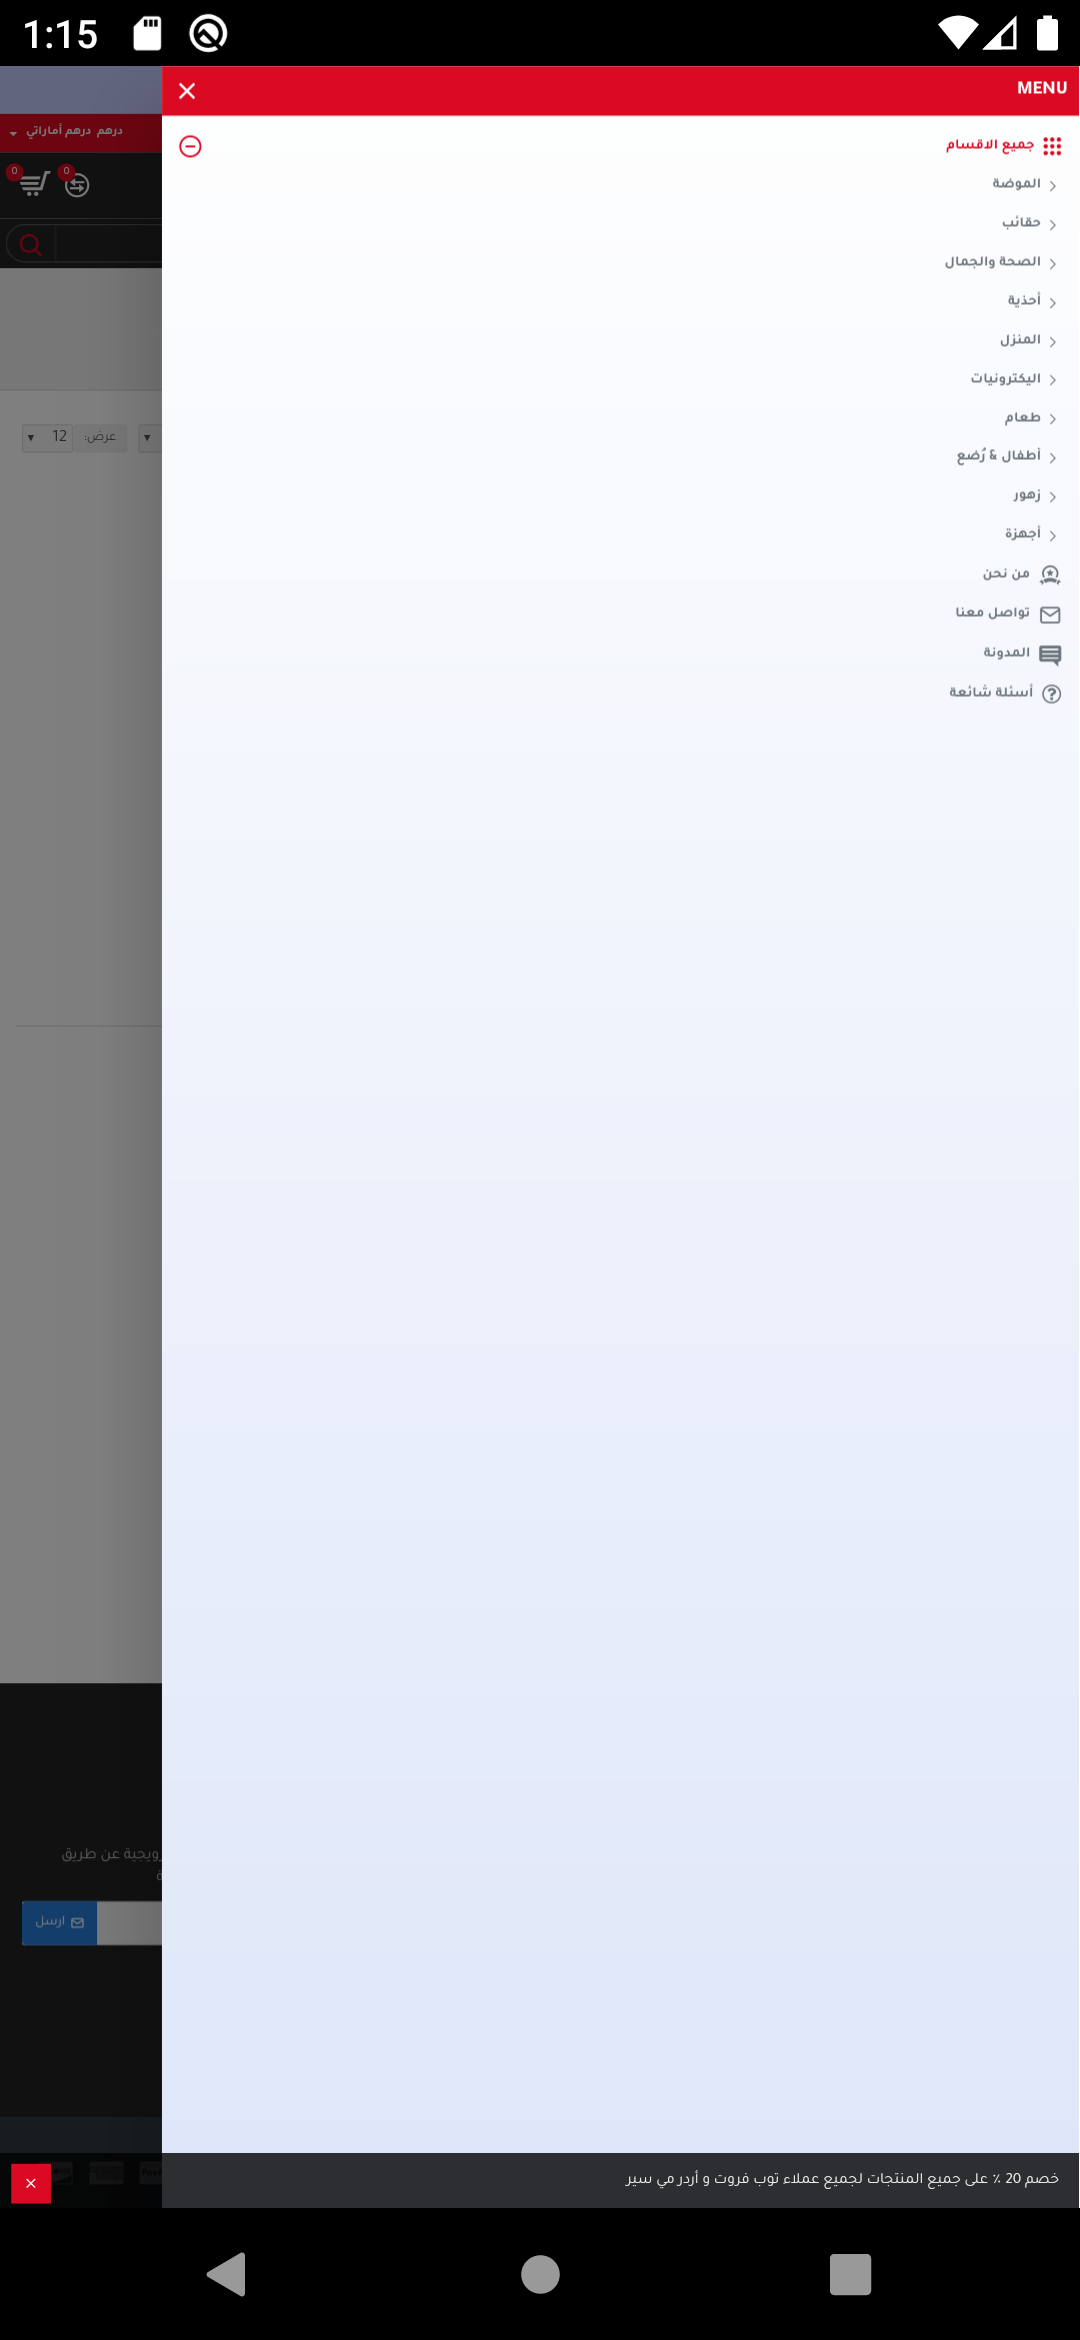 1:15
MENU
درهم درهم أماراتي
جميع الاقسام
0
0
الموضة
حقائب
الصحة والجمال
أحذية
المنزل
اليكترونيات
طعام
عرض:
12
أطفال & رُضع
زهور
أجهزة
من نحن
تواصل معنا
المدونة
أسئلة شائعة
عن طريق
ارسل
خصم 20 ٪ على جميع المنتجات لجميع عملاء توب فروت و أردر مي سير